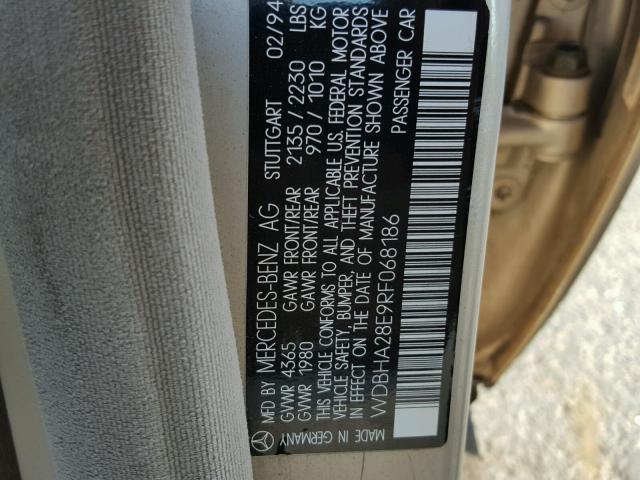 MFD. BY MERCEDES-BENZ AG STUTTGART 02/94
GVWR 4365 GAWR FRONT/REAR 2135/2230 LBS
GVWR 1980 GAWR FRONT/REAR 970/1010 KG
THIS VEHICLE CONFORMS TO ALL APPLICABLE U.S. FEDERAL MOTOR
VEHICLE SAFETY, BUMPER, AND THEFT PREVENTION STANDARDS
IN EFFECT ON THE DATE OF MANUFACTURE SHOWN ABOVE
WDBHA28E9RF068186 PASSENGER CAR
MADE IN GERMANY